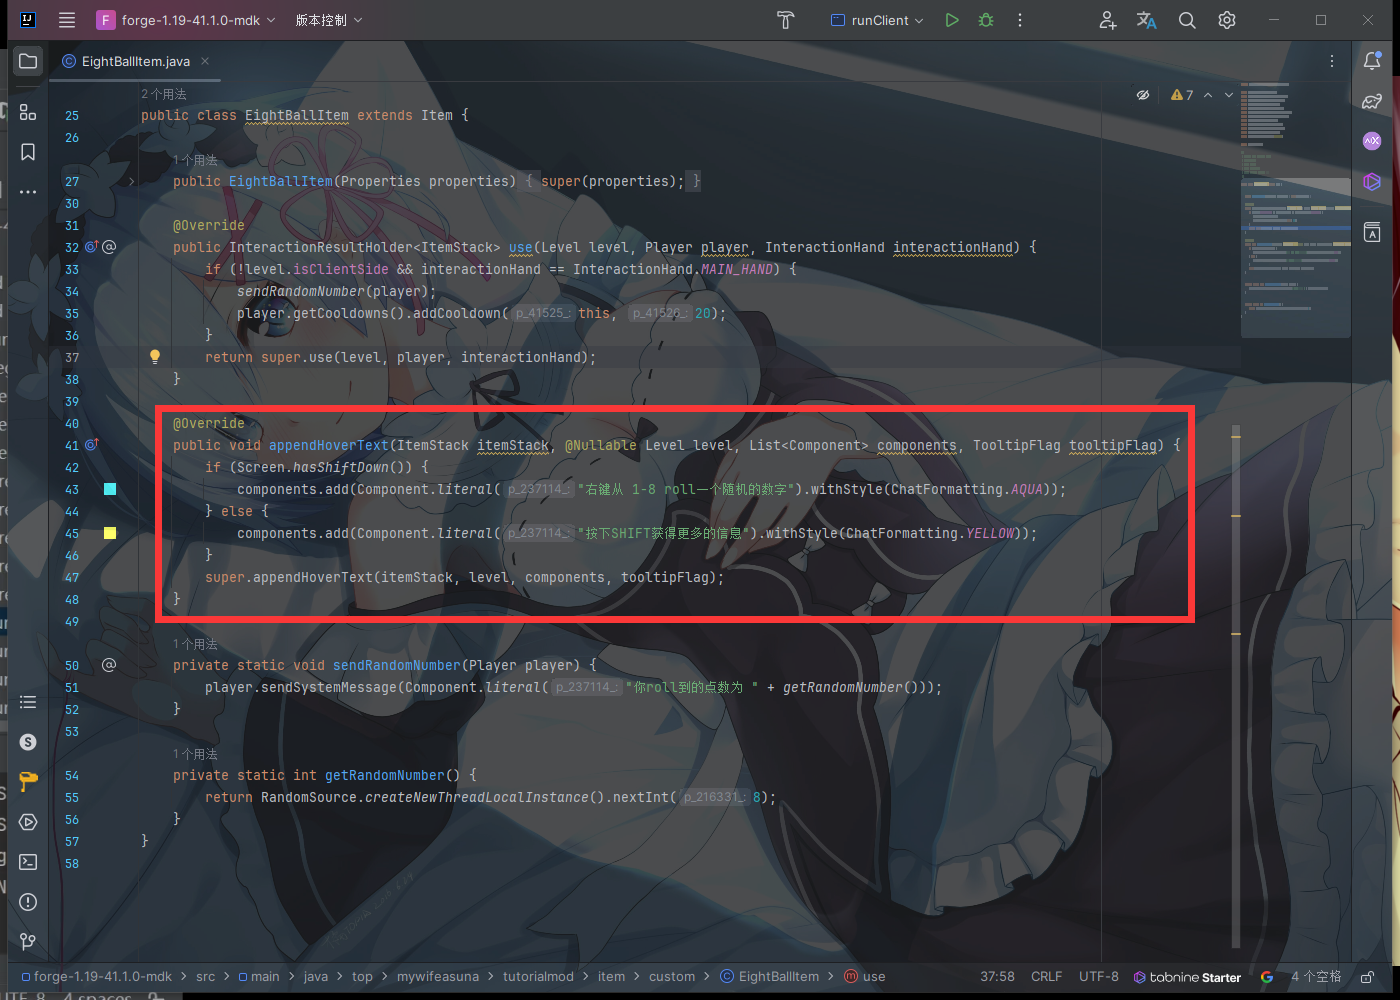 F forge-1.19-41.1.0-mdk 版本控制 runClient
EightBallItem.java
2个用法
7
25 public class EightBallItem extends Item {
26
1个用法
27 public EightBallItem(Properties properties) { super(properties); }
30
31 @Override
32 public InteractionResultHolder<ItemStack> use(Level level, Player player, InteractionHand interactionHand) {
33 if (!level.isClientSide && interactionHand == InteractionHand.MAIN_HAND) {
34 sendRandomNumber(player);
35 player.getCooldowns().addCooldown( p_41525_: this, p_41526_: 20);
36 }
37 return super.use(level, player, interactionHand);
38 }
39
40 @Override
41 public void appendHoverText(ItemStack itemStack, @Nullable Level level, List<Component> components, TooltipFlag tooltipFlag) {
42 if (Screen.hasShiftDown()) {
43 components.add(Component.literal( p_237114_: "右键从 1-8 roll一个随机的数字").withStyle(ChatFormatting.AQUA));
44 } else {
45 components.add(Component.literal( p_237114_: "按下SHIFT获得更多的信息").withStyle(ChatFormatting.YELLOW));
46 }
47 super.appendHoverText(itemStack, level, components, tooltipFlag);
48 }
49
1个用法
50 private static void sendRandomNumber(Player player) {
51 player.sendSystemMessage(Component.literal( p_237114_: "你roll到的点数为 " + getRandomNumber()));
52 }
53
1个用法
54 private static int getRandomNumber() {
55 return RandomSource.createNewThreadLocalInstance().nextInt( p_216331_: 8);
56 }
57 }
58
forge-1.19-41.1.0-mdk > src > main > java > top > mywifeasuna > tutorialmod > item > custom > EightBallItem > use 37:58 CRLF UTF-8 tabnine Starter 4 个空格